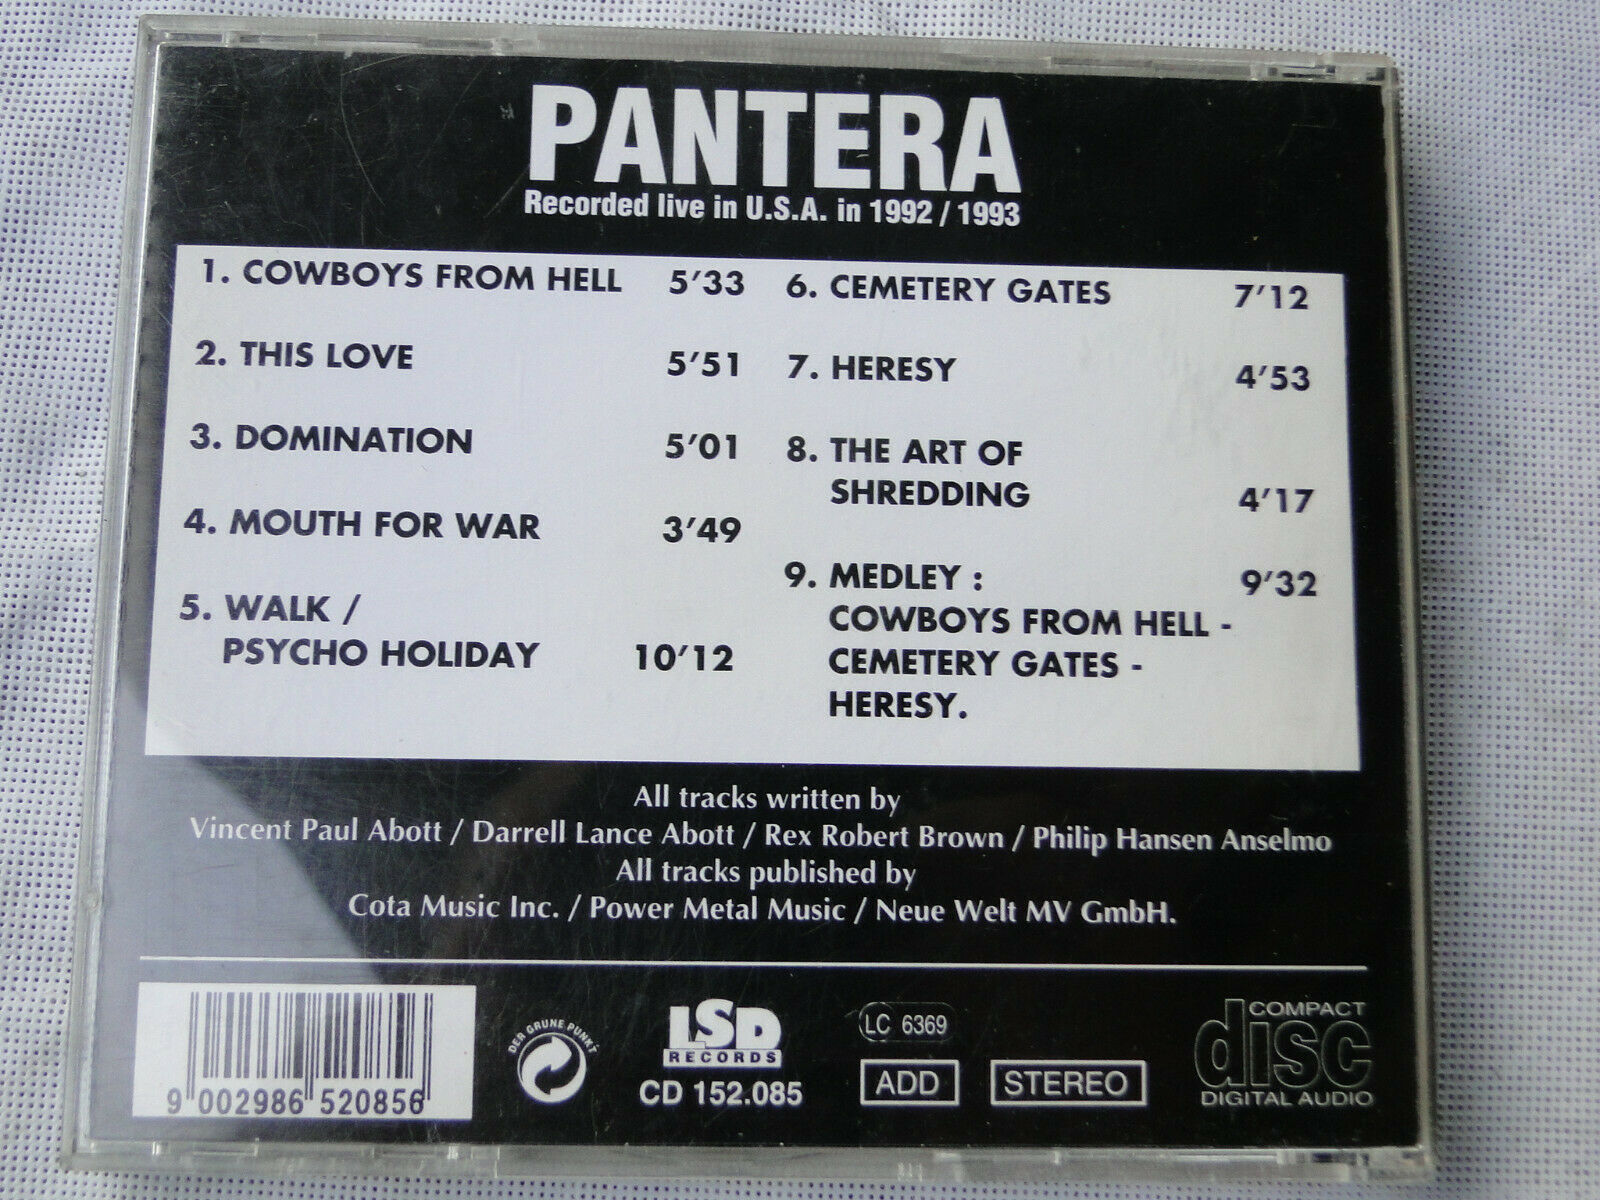 PANTERA
Recorded live in U.S.A. in 1992 / 1993
1. COWBOYS FROM HELL 5'33
2. THIS LOVE 5'51
3. DOMINATION 5'01
4. MOUTH FOR WAR 3'49
5. WALK /
PSYCHO HOLIDAY 10'12
6. CEMETERY GATES 7'12
7. HERESY 4'53
8. THE ART OF
SHREDDING 4'17
9. MEDLEY : 9'32
COWBOYS FROM HELL -
CEMETERY GATES -
HERESY.
All tracks written by
Vincent Paul Abott / Darrell Lance Abott / Rex Robert Brown / Philip Hansen Anselmo
All tracks published by
Cota Music Inc. / Power Metal Music / Neue Welt MV GmbH.
9 002986 520856
DER GRÜNE PUNKT
LSD
RECORDS
CD 152.085
LC 6369
ADD
STEREO
COMPACT
disc
DIGITAL AUDIO